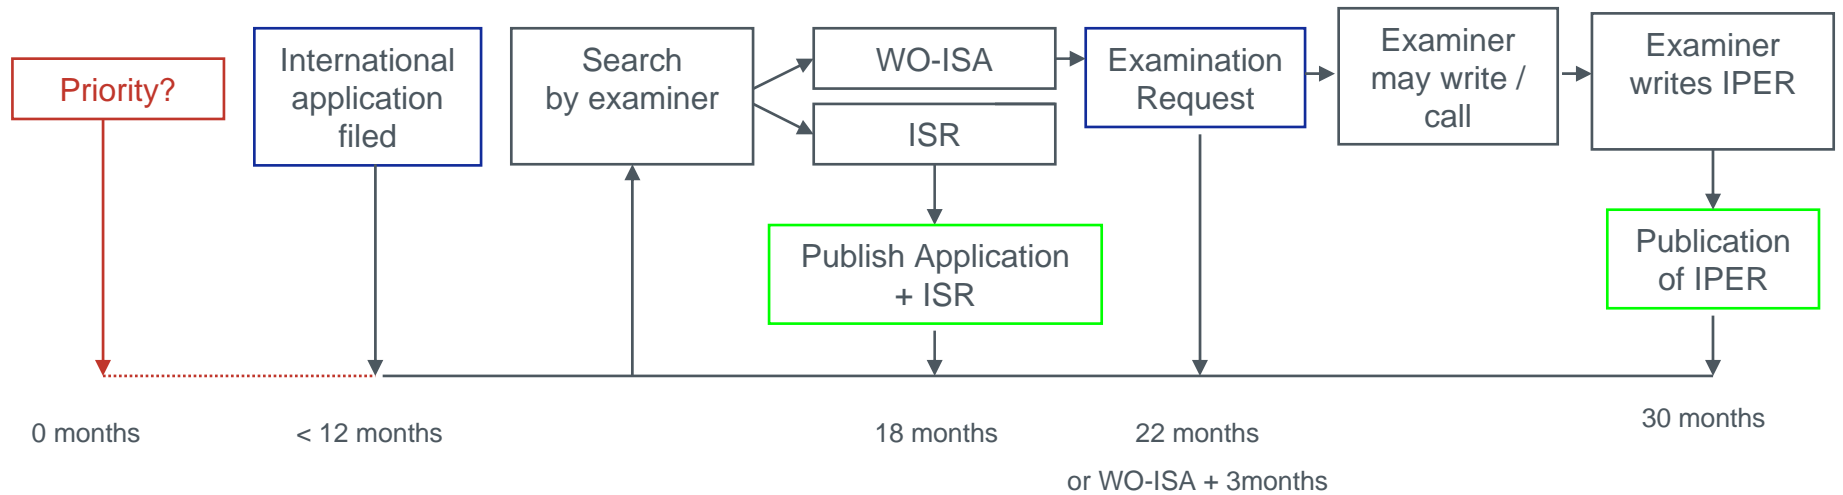 Priority?
International
application
filed
Search
by examiner
WO-ISA
ISR
Publish Application
+ ISR
Examination
Request
Examiner
may write /
call
Examiner
writes IPER
Publication
of IPER
0 months
< 12 months
18 months
22 months
or WO-ISA + 3months
30 months